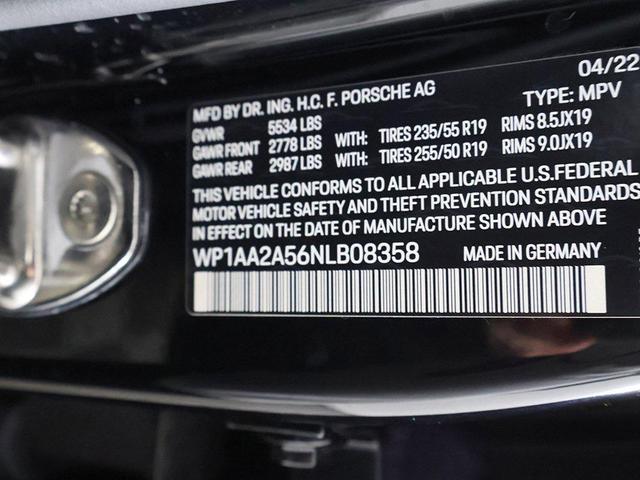 04/22
MFD BY DR. ING. H.C. F. PORSCHE AG TYPE: MPV
GVWR 5534 LBS
GAWR FRONT 2778 LBS WITH: TIRES 235/55 R19 RIMS 8.5JX19
GAWR REAR 2987 LBS WITH: TIRES 255/50 R19 RIMS 9.0JX19
THIS VEHICLE CONFORMS TO ALL APPLICABLE U.S.FEDERAL
MOTOR VEHICLE SAFETY AND THEFT PREVENTION STANDARDS
IN EFFECT ON THE DATE OF MANUFACTURE SHOWN ABOVE
WP1AA2A56NLB08358 MADE IN GERMANY